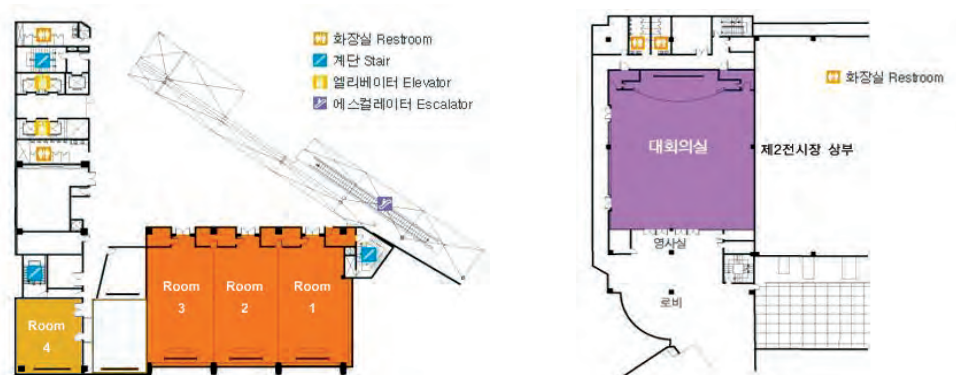 화장실 Restroom
계단 Stair
엘리베이터 Elevator
에스컬레이터 Escalator
Room
3
Room
2
Room
1
Room
4
화장실 Restroom
대회의실
제2전시장 상부
영사실
로비